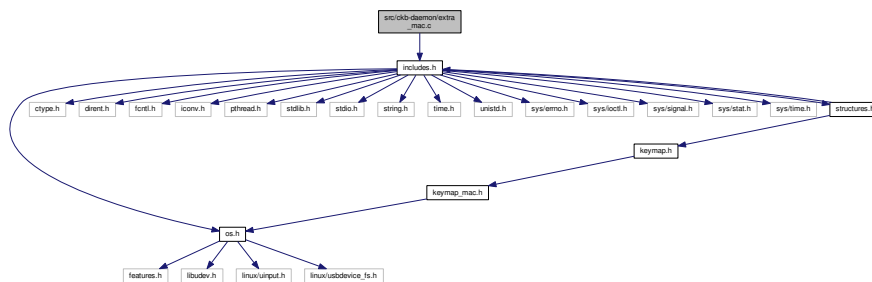 src/ckb-daemon/extra
_mac.c
includes.h
ctype.h
dirent.h
fcntl.h
iconv.h
pthread.h
stdlib.h
stdio.h
string.h
time.h
unistd.h
sys/errno.h
sys/ioctl.h
sys/signal.h
sys/stat.h
sys/time.h
structures.h
keymap.h
keymap_mac.h
os.h
features.h
libudev.h
linux/uinput.h
linux/usbdevice_fs.h